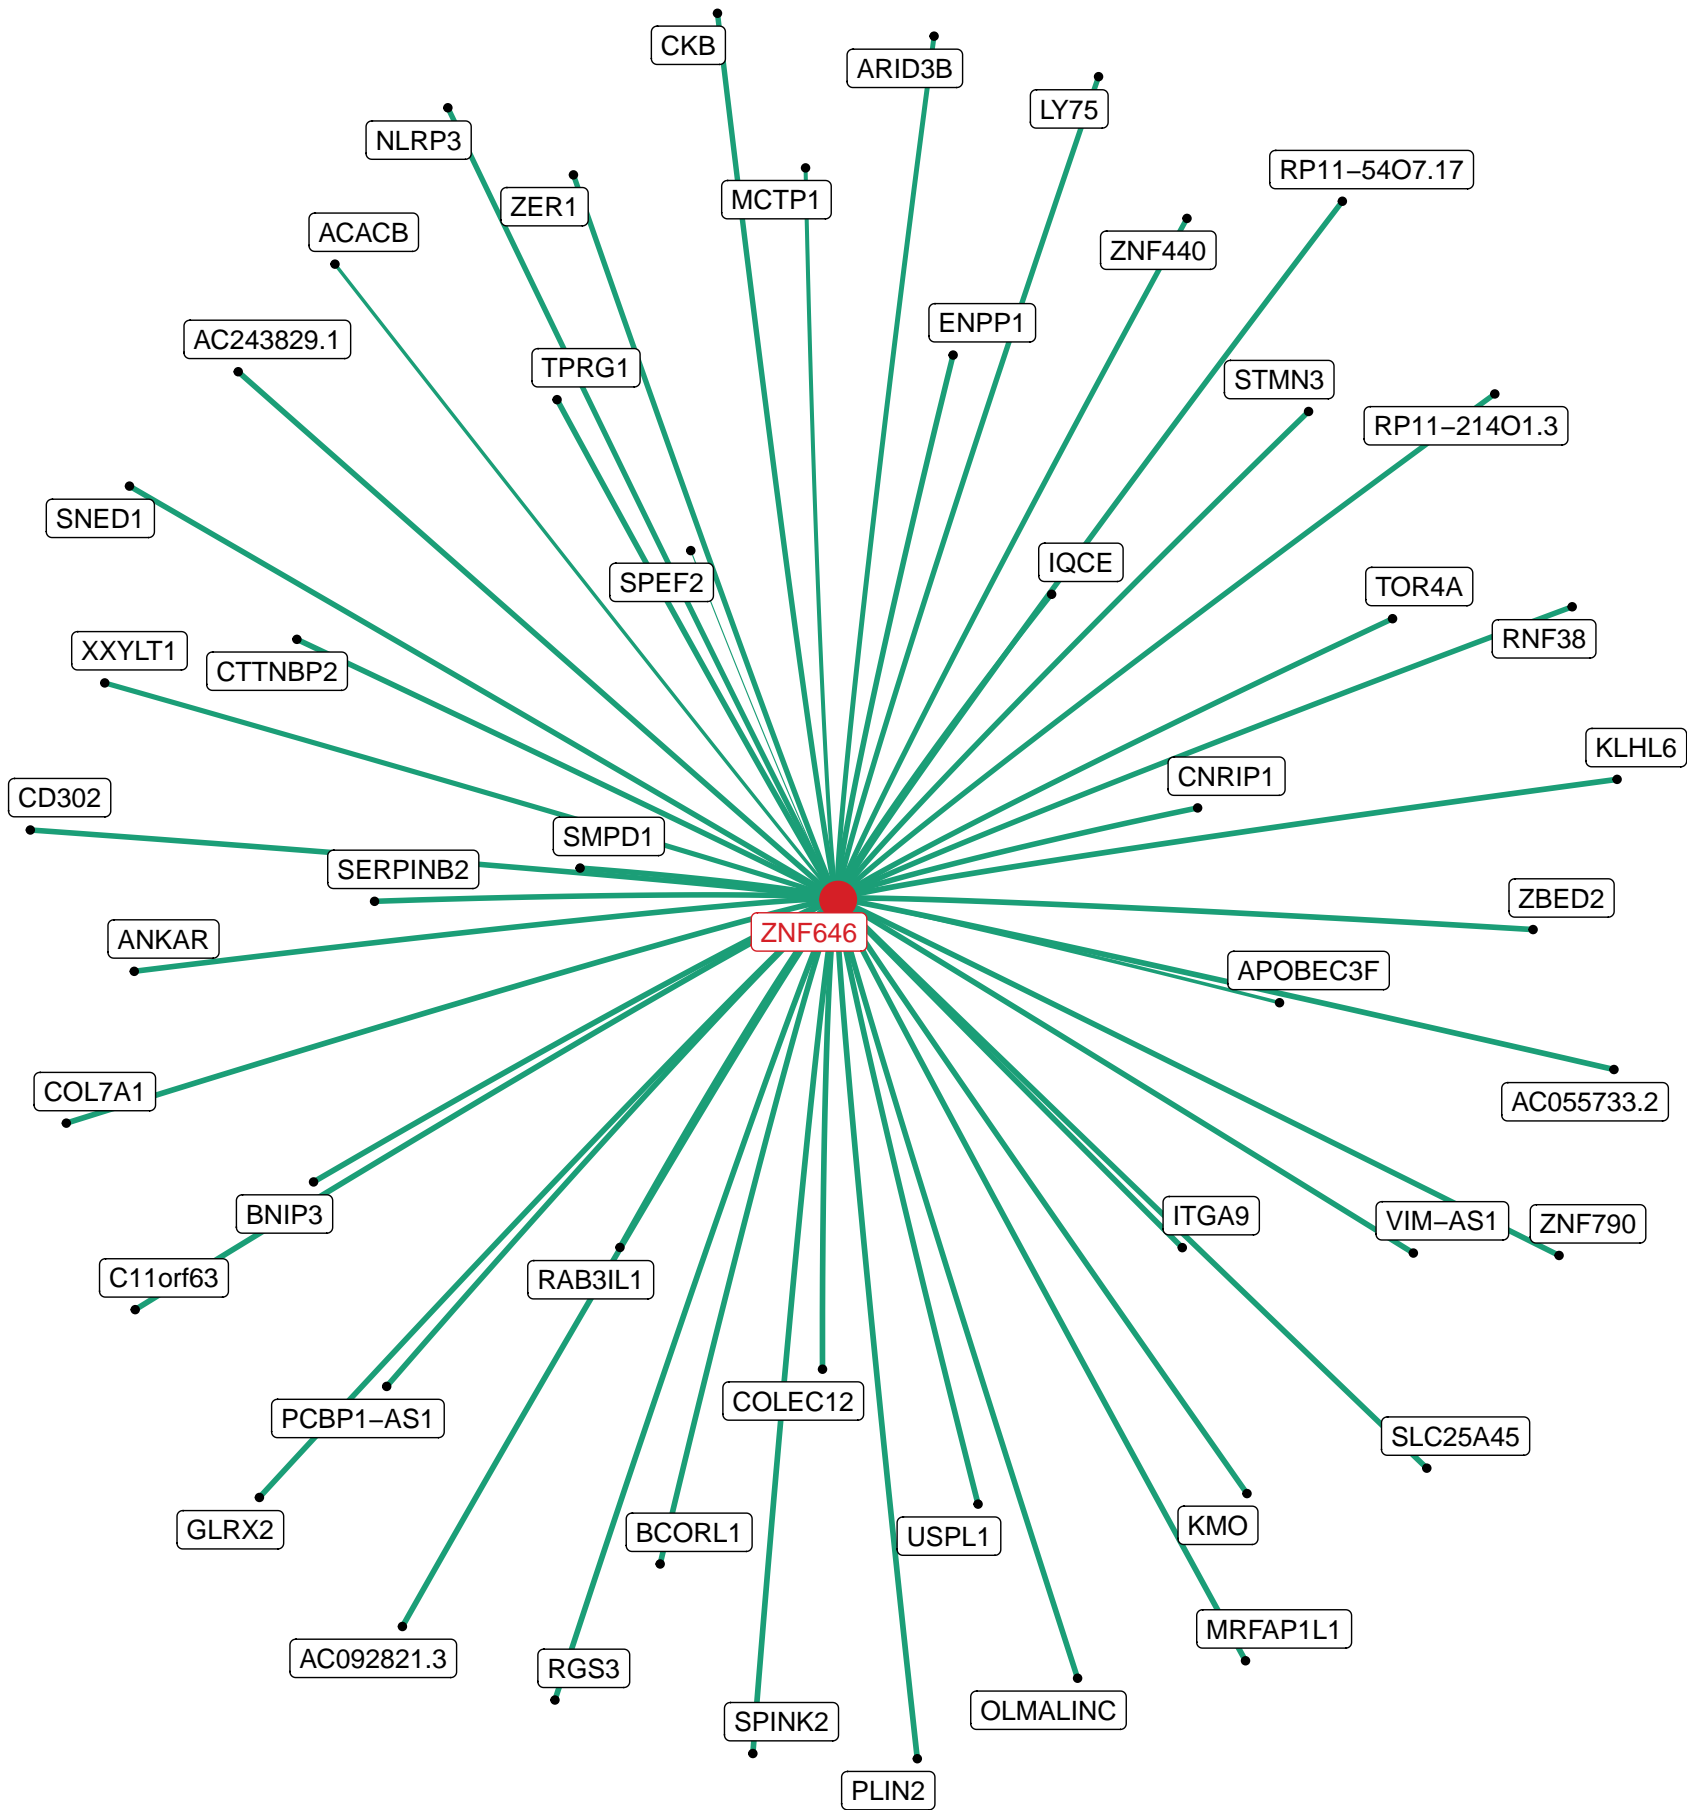 CKB
ARID3B
LY75
NLRP3
RP11−54O7.17
MCTP1
ZER1
ACACB
ZNF440
ENPP1
AC243829.1
TPRG1
STMN3
RP11−214O1.3
SNED1
IQCE
SPEF2
TOR4A
RNF38
XXYLT1
CTTNBP2
KLHL6
CNRIP1
CD302
SMPD1
SERPINB2
ZBED2
ZNF646
ANKAR
APOBEC3F
COL7A1
AC055733.2
BNIP3
ITGA9
VIM−AS1
ZNF790
C11orf63
RAB3IL1
COLEC12
PCBP1−AS1
SLC25A45
GLRX2
BCORL1
USPL1
KMO
MRFAP1L1
AC092821.3
RGS3
OLMALINC
SPINK2
PLIN2